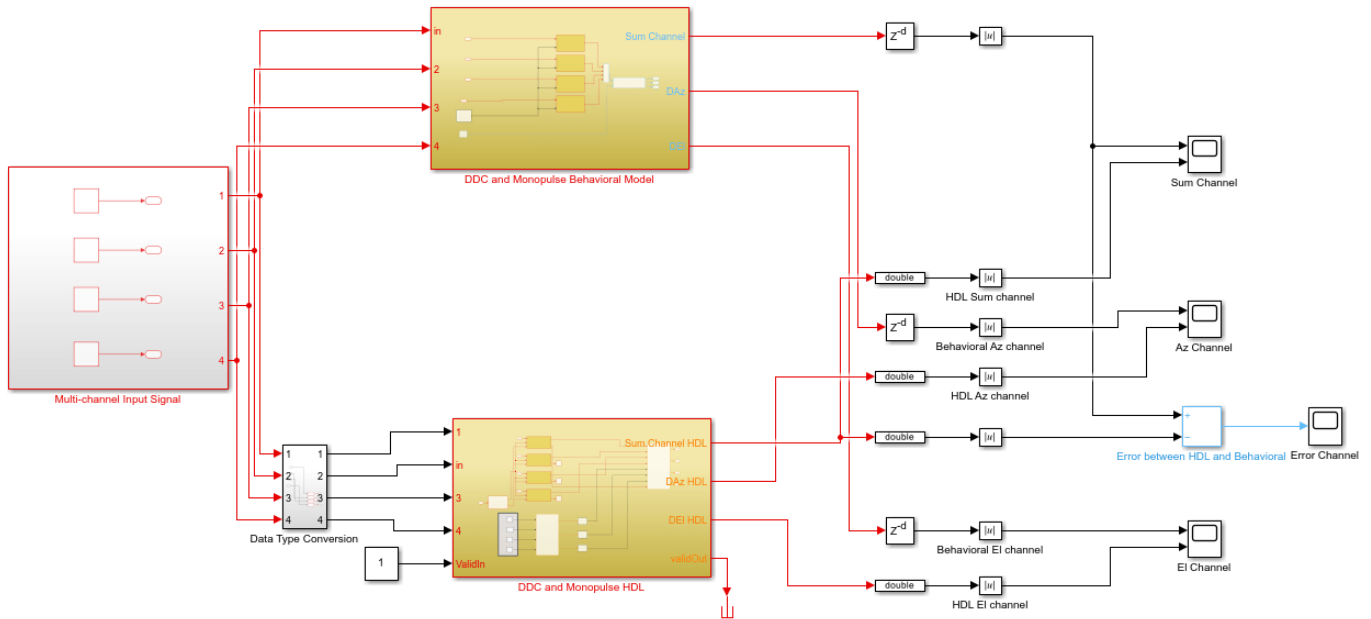 in
Sum Channel
z-d
|u|
2
DAz
3
4
DEl
DDC and Monopulse Behavioral Model
Sum Channel
1
2
3
4
Multi-channel Input Signal
double
|u|
HDL Sum channel
z-d
|u|
Behavioral Az channel
Az Channel
double
|u|
HDL Az channel
+
−
Error between HDL and Behavioral
Error Channel
double
|u|
1
2
3
4
1
2
3
4
Data Type Conversion
1
1
in
3
4
ValidIn
Sum Channel HDL
DAz HDL
DEl HDL
validOut
DDC and Monopulse HDL
z-d
|u|
Behavioral El channel
El Channel
double
|u|
HDL El channel